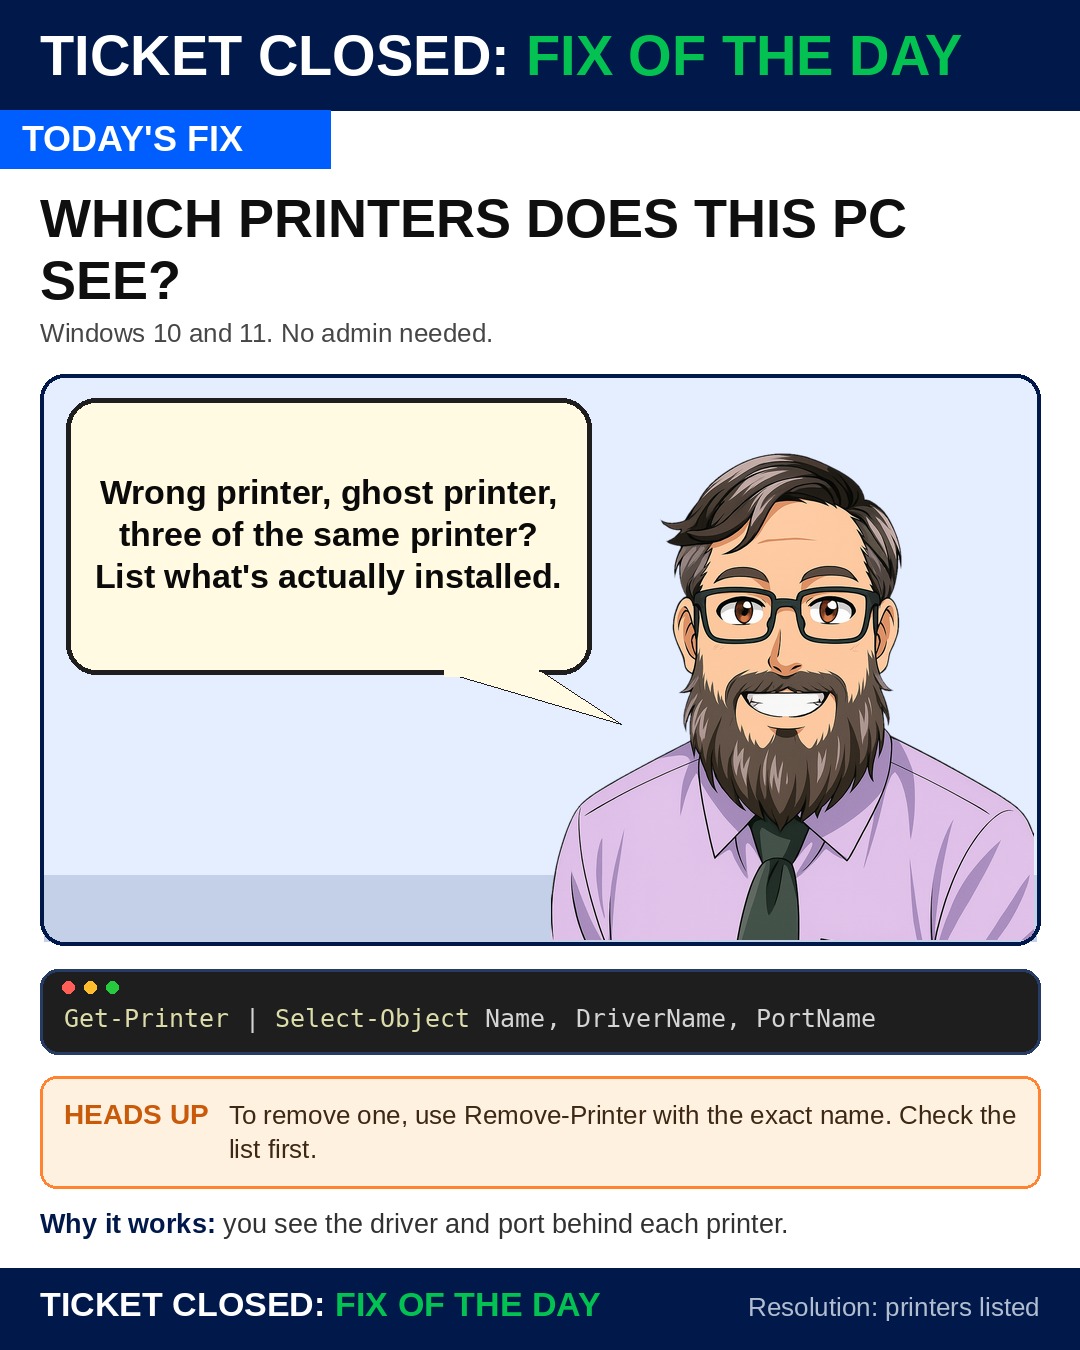 TICKET CLOSED: FIX OF THE DAY
TODAY'S FIX
WHICH PRINTERS DOES THIS PC
SEE?
Windows 10 and 11. No admin needed.
Wrong printer, ghost printer,
three of the same printer?
List what's actually installed.
Get-Printer | Select-Object Name, DriverName, PortName
HEADS UP To remove one, use Remove-Printer with the exact name. Check the
list first.
Why it works: you see the driver and port behind each printer.
TICKET CLOSED: FIX OF THE DAY
Resolution: printers listed